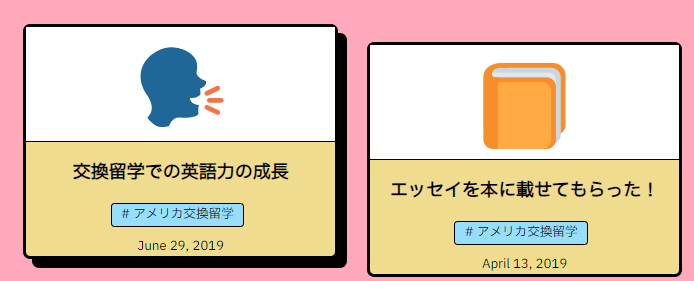 交換留学での英語力の成長
# アメリカ交換留学
June 29, 2019
エッセイを本に載せてもらった！
# アメリカ交換留学
April 13, 2019